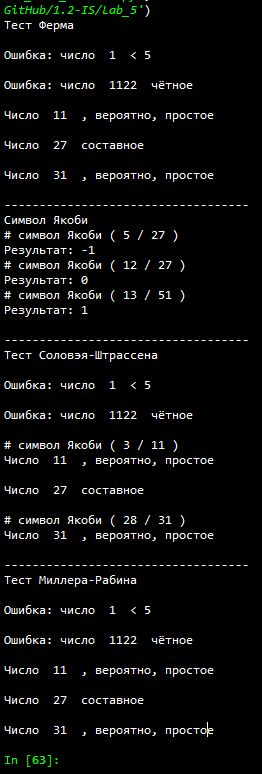 GitHub/1.2-IS/Lab_5')
Тест Ферма
Ошибка: число  1  < 5
Ошибка: число  1122  чётное
Число  11  , вероятно, простое
Число  27  составное
Число  31  , вероятно, простое
-----------------------------------
Символ Якоби
# символ Якоби ( 5 / 27 )
Результат: -1
# символ Якоби ( 12 / 27 )
Результат: 0
# символ Якоби ( 13 / 51 )
Результат: 1
-----------------------------------
Тест Соловэя-Штрассена
Ошибка: число  1  < 5
Ошибка: число  1122  чётное
# символ Якоби ( 3 / 11 )
Число  11  , вероятно, простое
Число  27  составное
# символ Якоби ( 28 / 31 )
Число  31  , вероятно, простое
-----------------------------------
Тест Миллера-Рабина
Ошибка: число  1  < 5
Ошибка: число  1122  чётное
Число  11  , вероятно, простое
Число  27  составное
Число  31  , вероятно, простое
In [63]: